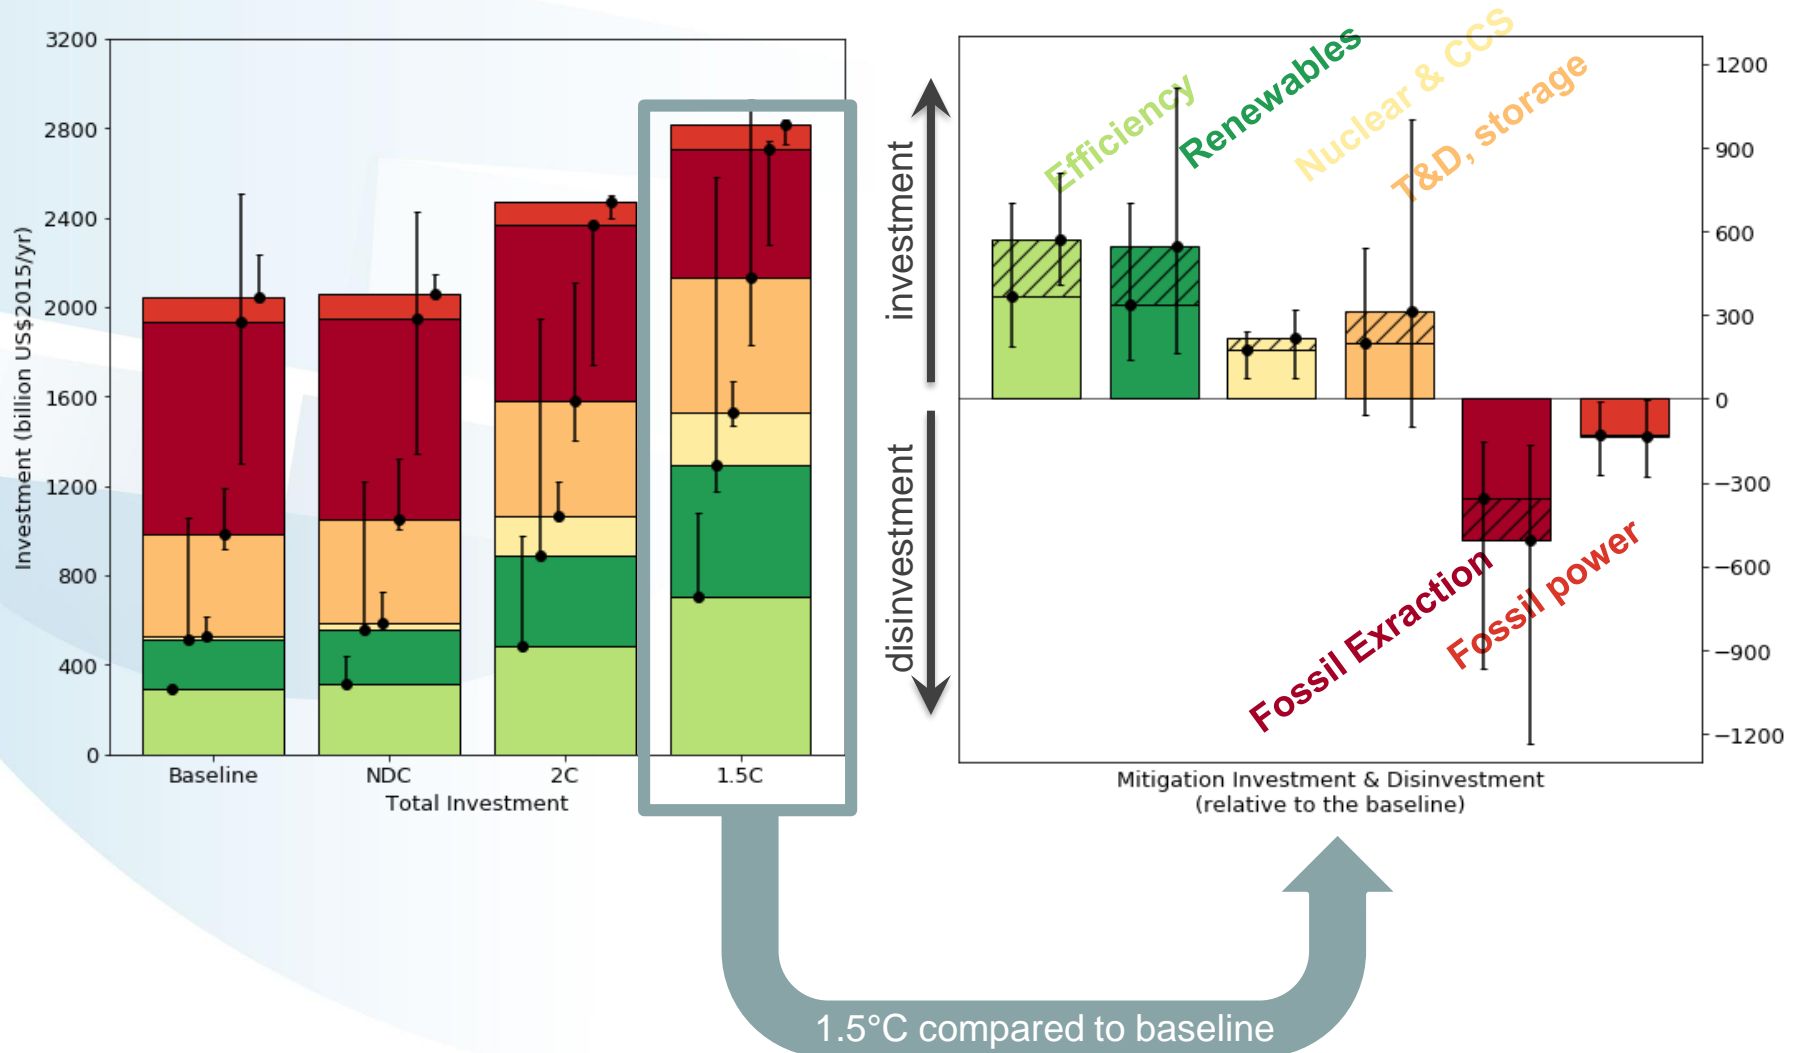 3200
2800
2400
2000
1600
1200
800
400
0
Investment (billion US$2015/yr)
Baseline
NDC
2C
1.5C
Total Investment
investment
disinvestment
Efficiency
Renewables
Nuclear & CCS
T&D, storage
Fossil Exraction
Fossil power
1200
900
600
300
0
−300
−600
−900
−1200
Mitigation Investment & Disinvestment
(relative to the baseline)
1.5°C compared to baseline